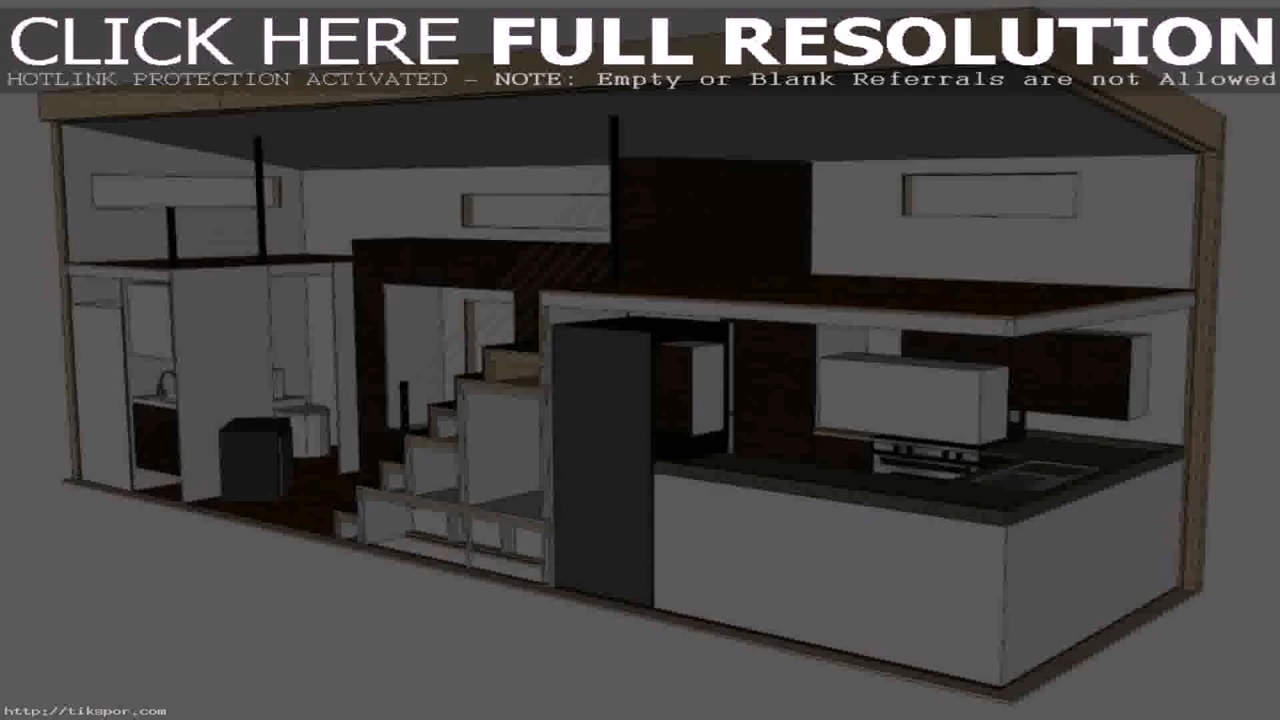 CLICK HERE FULL RESOLUTION
HOTLINK PROTECTION ACTIVATED - NOTE: Empty or Blank Referrals are not Allowed
http://tikspor.com